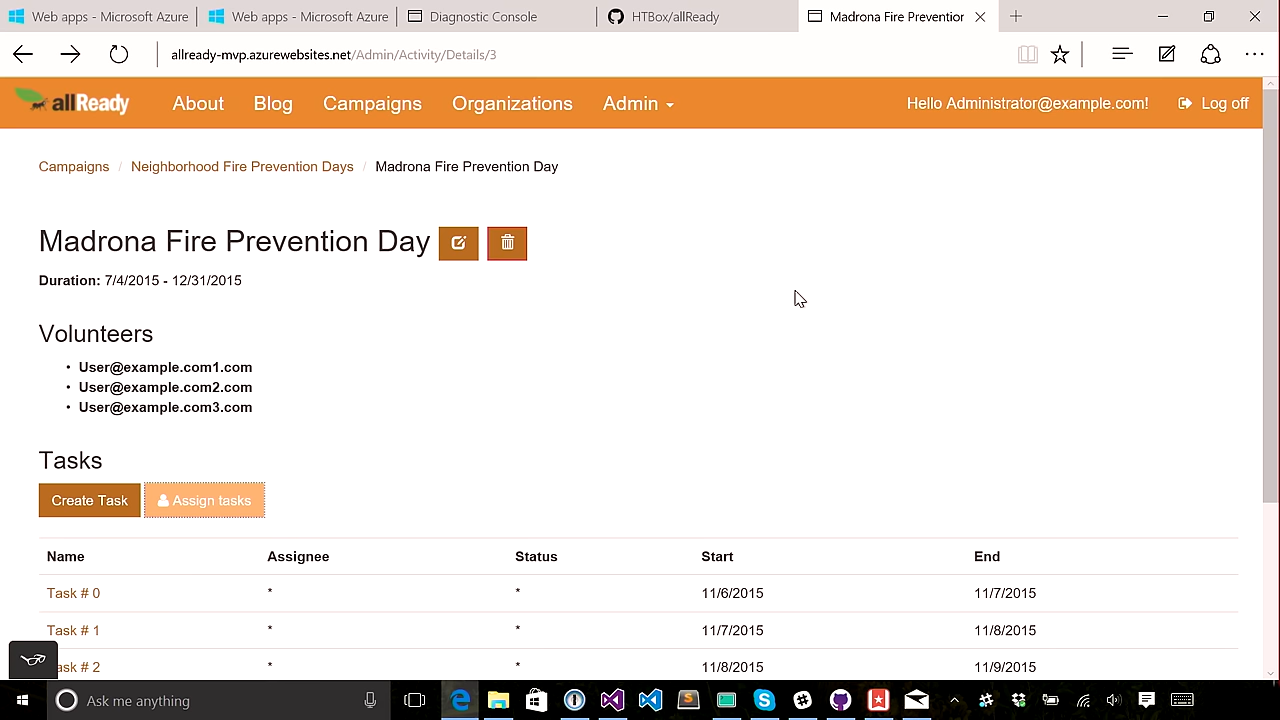 Web apps - Microsoft Azure
Web apps - Microsoft Azure
Diagnostic Console
HTBox/allReady
Madrona Fire Prevention
allready-mvp.azurewebsites.net/Admin/Activity/Details/3
allReady
About
Blog
Campaigns
Organizations
Admin
Hello Administrator@example.com!
Log off
Campaigns / Neighborhood Fire Prevention Days / Madrona Fire Prevention Day
Madrona Fire Prevention Day
Duration: 7/4/2015 - 12/31/2015
Volunteers
• User@example.com1.com
• User@example.com2.com
• User@example.com3.com
Tasks
Create Task
Assign tasks
Name Assignee Status Start End
Task # 0 * * 11/6/2015 11/7/2015
Task # 1 * * 11/7/2015 11/8/2015
ask # 2 * * 11/8/2015 11/9/2015
Ask me anything